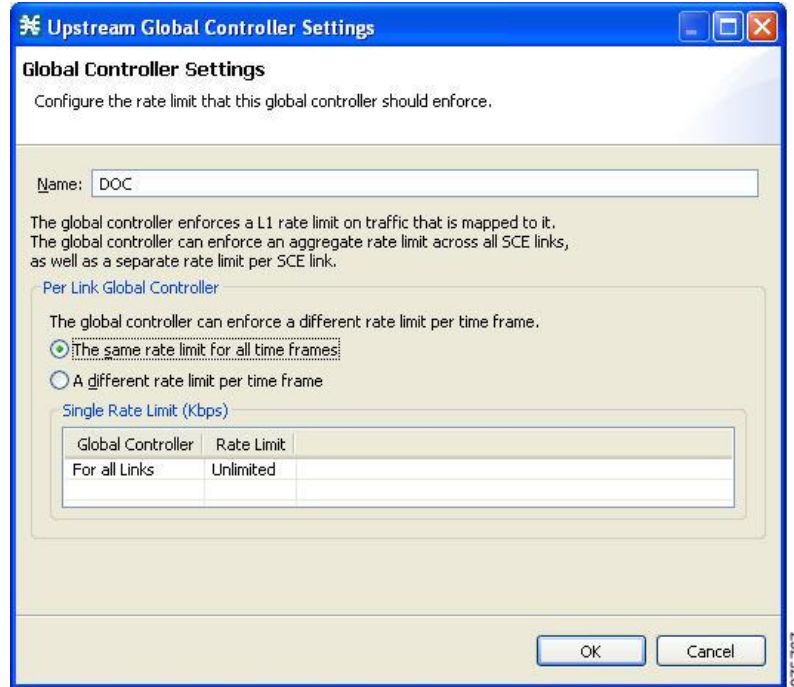 Upstream Global Controller Settings
Global Controller Settings
Configure the rate limit that this global controller should enforce.
Name: DOC
The global controller enforces a L1 rate limit on traffic that is mapped to it.
The global controller can enforce an aggregate rate limit across all SCE links,
as well as a separate rate limit per SCE link.
Per Link Global Controller
The global controller can enforce a different rate limit per time frame.
The same rate limit for all time frames
A different rate limit per time frame
Single Rate Limit (Kbps)
Global Controller Rate Limit
For all Links Unlimited
OK Cancel